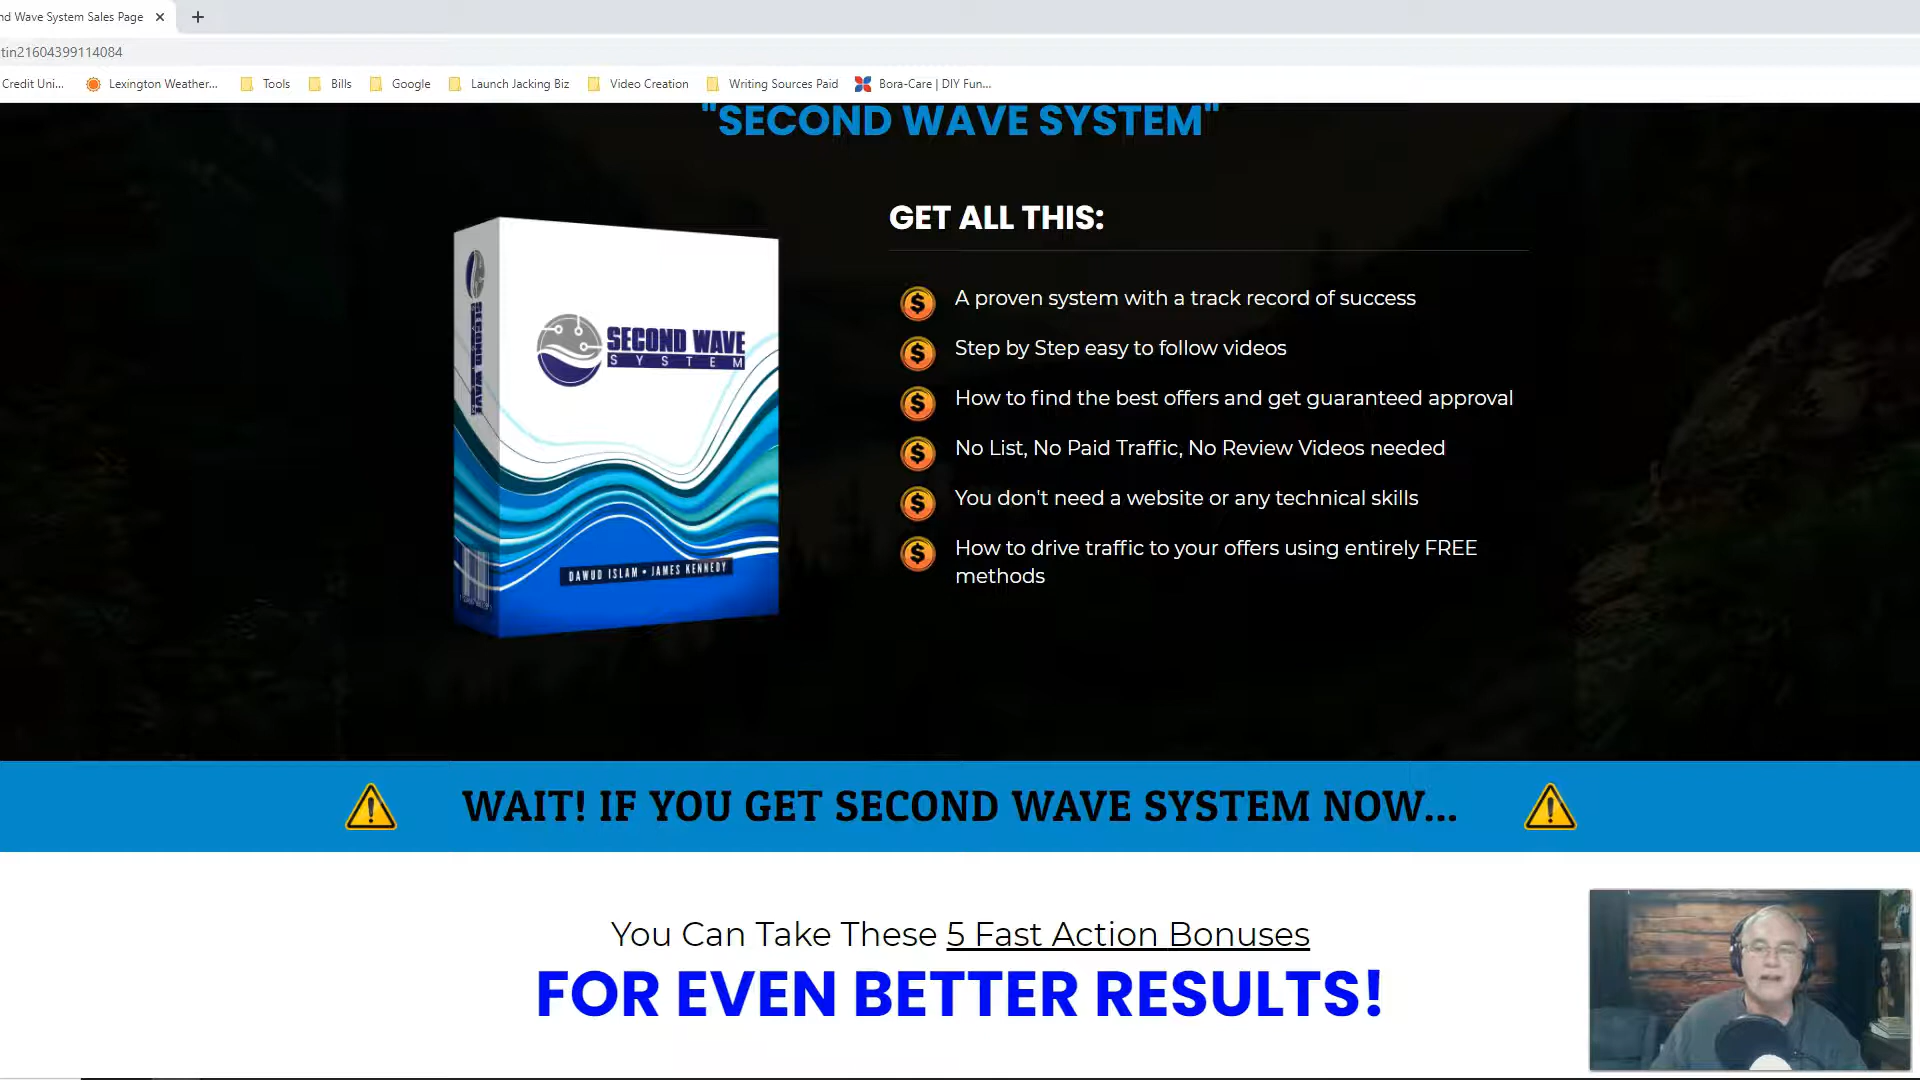 nd Wave System Sales Page
tin21604399114084
Credit Uni...
Lexington Weather...
Tools
Bills
Google
Launch Jacking Biz
Video Creation
Writing Sources Paid
Bora-Care | DIY Fun...
"SECOND WAVE SYSTEM"
GET ALL THIS:
A proven system with a track record of success
Step by Step easy to follow videos
How to find the best offers and get guaranteed approval
No List, No Paid Traffic, No Review Videos needed
You don't need a website or any technical skills
How to drive traffic to your offers using entirely FREE
methods
SECOND WAVE
SYSTEM
SECOND WAVE
DAWUD ISLAM • JAMES KENNEDY
WAIT! IF YOU GET SECOND WAVE SYSTEM NOW...
You Can Take These 5 Fast Action Bonuses
FOR EVEN BETTER RESULTS!